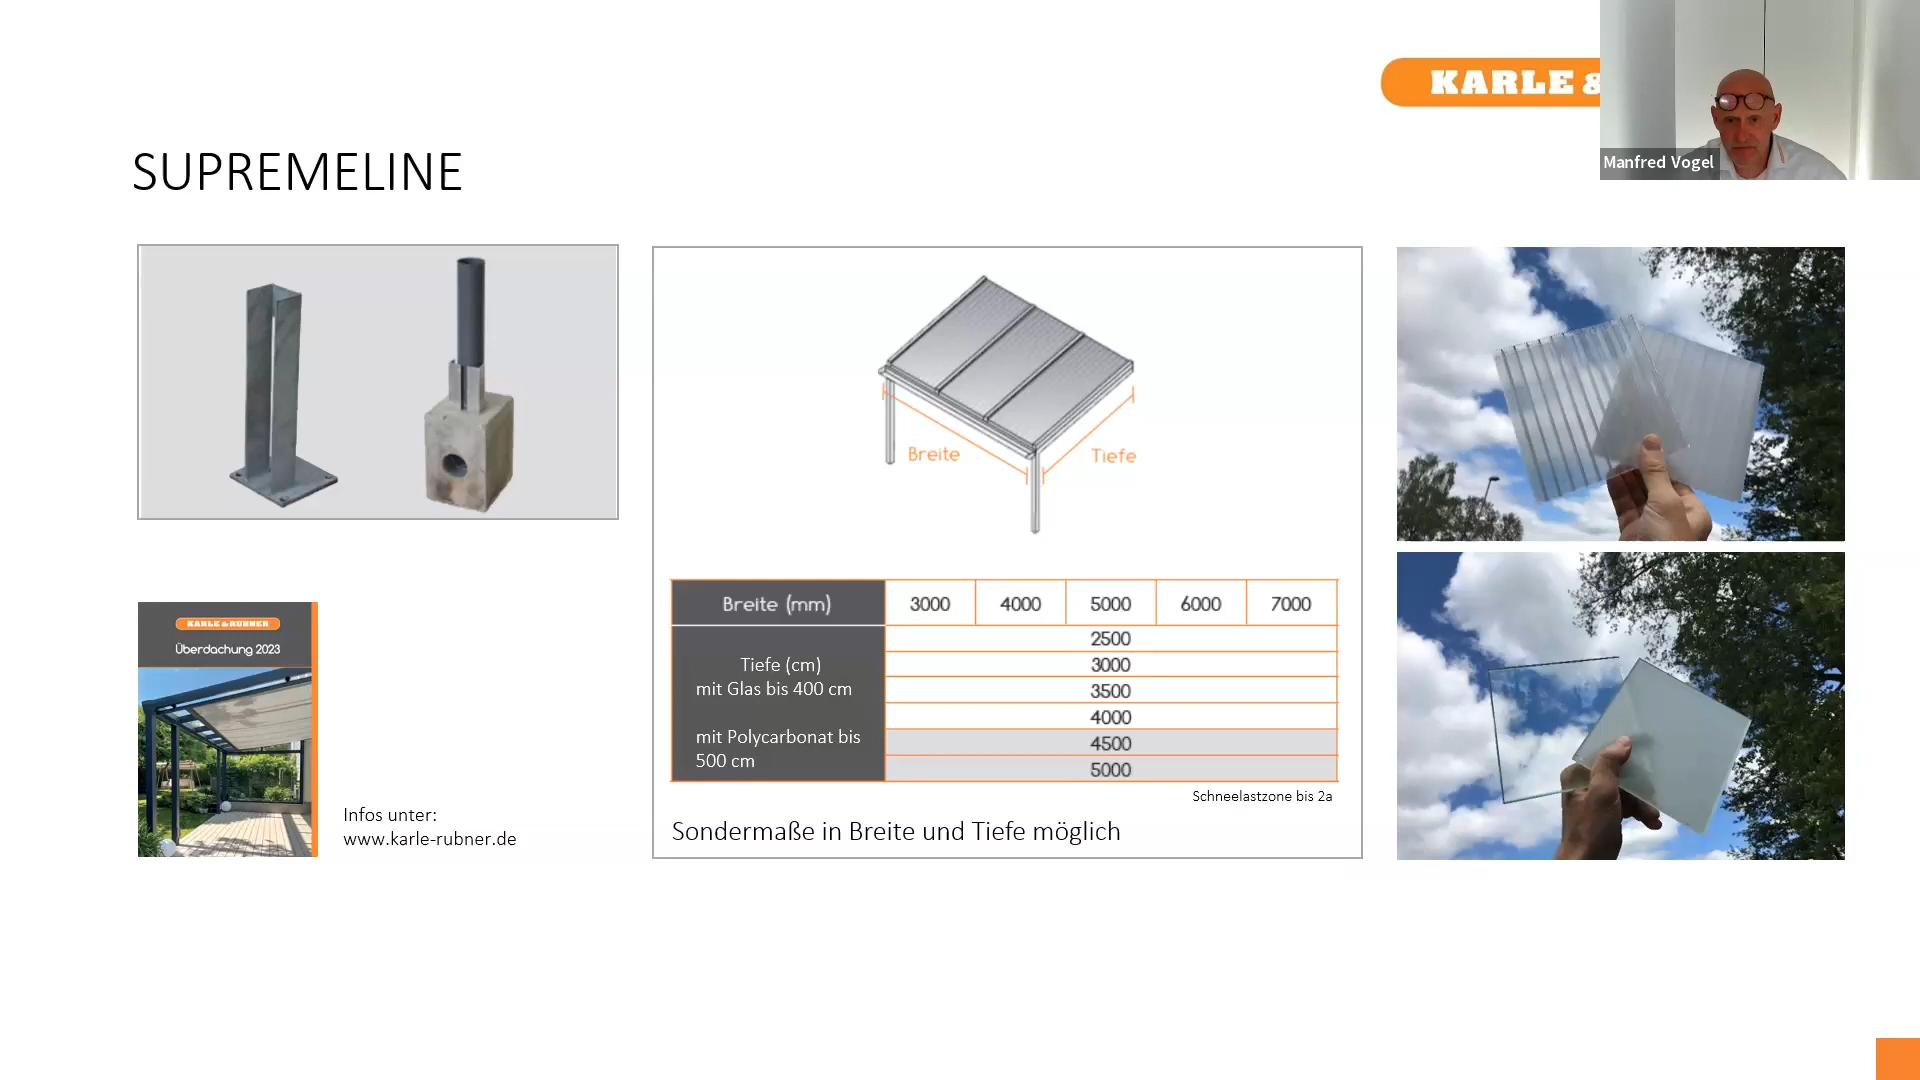 KARLE &
Manfred Vogel
SUPREMELINE
Breite
Tiefe
KARLE & RUBNER
Überdachung 2023
Infos unter:
www.karle-rubner.de
Breite (mm) 3000 4000 5000 6000 7000
Tiefe (cm)
mit Glas bis 400 cm
mit Polycarbonat bis
500 cm
2500
3000
3500
4000
4500
5000
Schneelastzone bis 2a
Sondermaße in Breite und Tiefe möglich